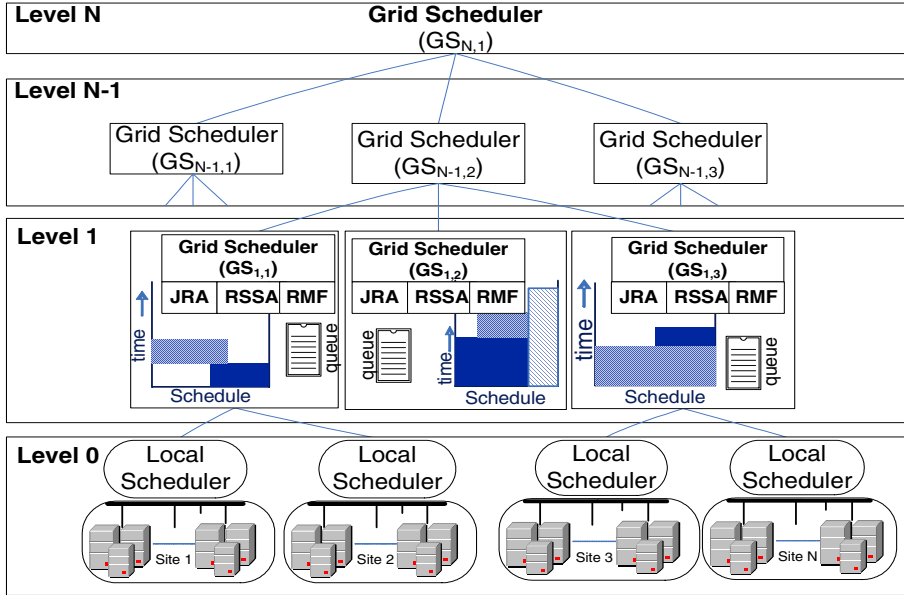 Level N
Grid Scheduler
(GSN,1)
Level N-1
Grid Scheduler
(GSN-1,1)
Grid Scheduler
(GSN-1,2)
Grid Scheduler
(GSN-1,3)
Level 1
Grid Scheduler
(GS1,1)
JRA RSSA RMF
time
queue
Schedule
Grid Scheduler
(GS1,2)
JRA RSSA RMF
queue
time
Schedule
Grid Scheduler
(GS1,3)
JRA RSSA RMF
time
queue
Schedule
Level 0
Local
Scheduler
Site 1
Local
Scheduler
Site 2
Local
Scheduler
Site 3
Local
Scheduler
Site N